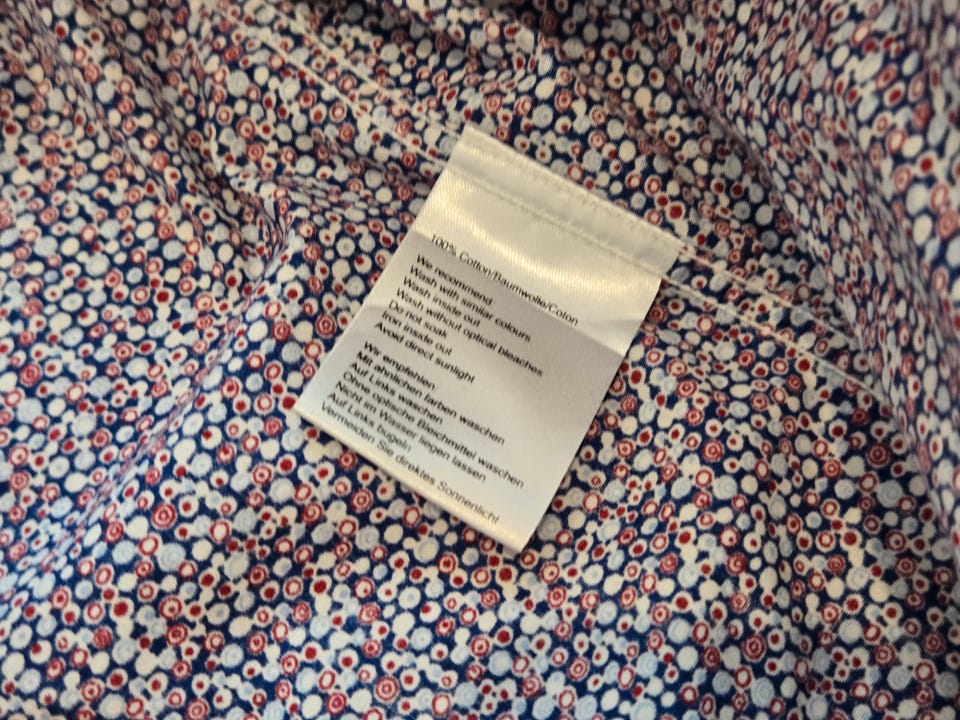 100% Cotton/Baumwolle/Coton
We recommend
Wash with similar colours
Wash inside out
Wash without optical bleaches
Do not soak
Iron inside out
Avoid direct sunlight
Wir empfehlen
Mit ähnlichen farben waschen
Auf Links waschen
Ohne optische Bleichmittel waschen
Nicht im Wasser liegen lassen
Auf Links bugeln
Vermeiden Sie direktes Sonnenlicht